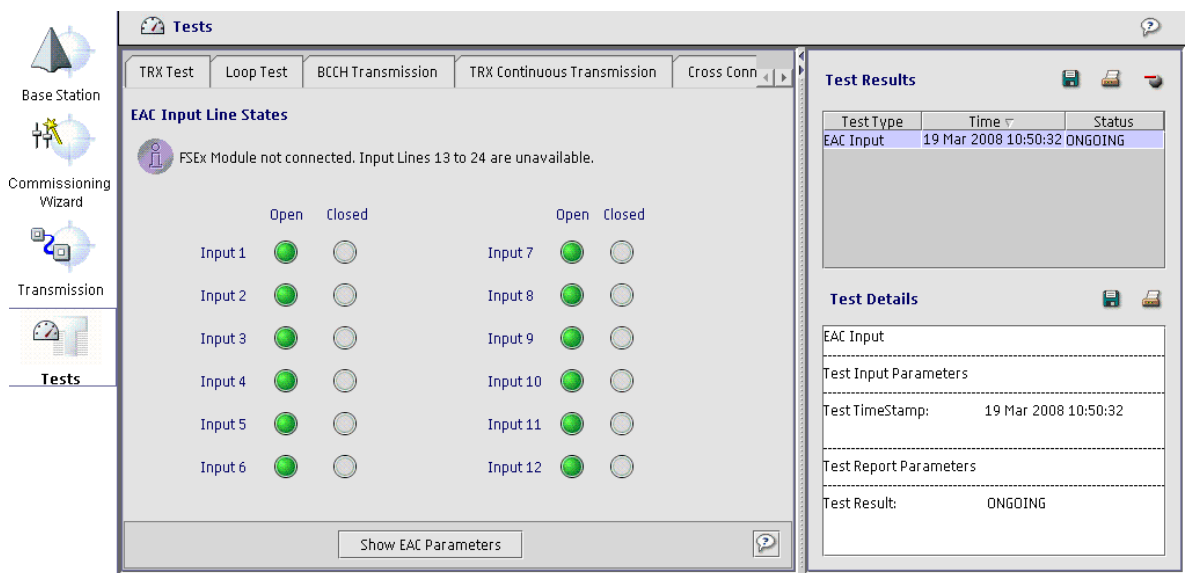 Base Station
Commissioning
Wizard
Transmission
Tests
Tests
TRX Test
Loop Test
BCCH Transmission
TRX Continuous Transmission
Cross Conn
EAC Input Line States
FSEx Module not connected. Input Lines 13 to 24 are unavailable.
Open Closed Open Closed
Input 1 Input 7
Input 2 Input 8
Input 3 Input 9
Input 4 Input 10
Input 5 Input 11
Input 6 Input 12
Show EAC Parameters
Test Results
Test Type Time Status
EAC Input 19 Mar 2008 10:50:32 ONGOING
Test Details
EAC Input
Test Input Parameters
Test TimeStamp: 19 Mar 2008 10:50:32
Test Report Parameters
Test Result: ONGOING